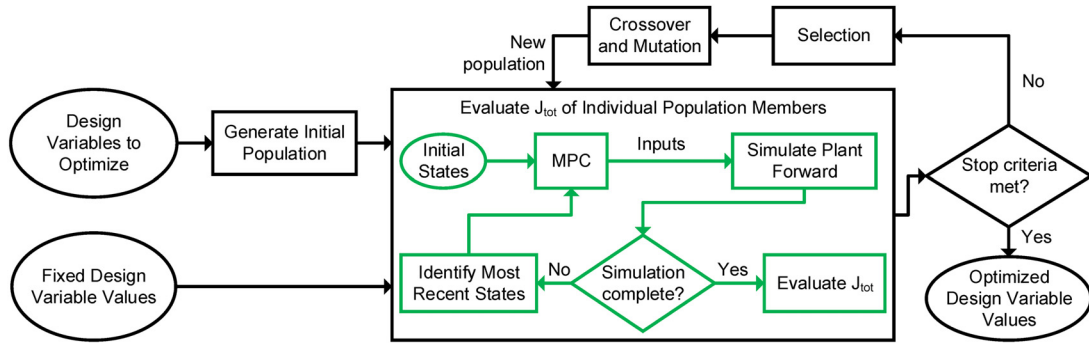 New
population
Crossover
and Mutation
Selection
No
Design
Variables to
Optimize
Generate Initial
Population
Evaluate Jtot of Individual Population Members
Initial
States
MPC
Inputs
Simulate Plant
Forward
Stop criteria
met?
Yes
Fixed Design
Variable Values
Identify Most
Recent States
No
Simulation
complete?
Yes
Evaluate Jtot
Optimized
Design Variable
Values